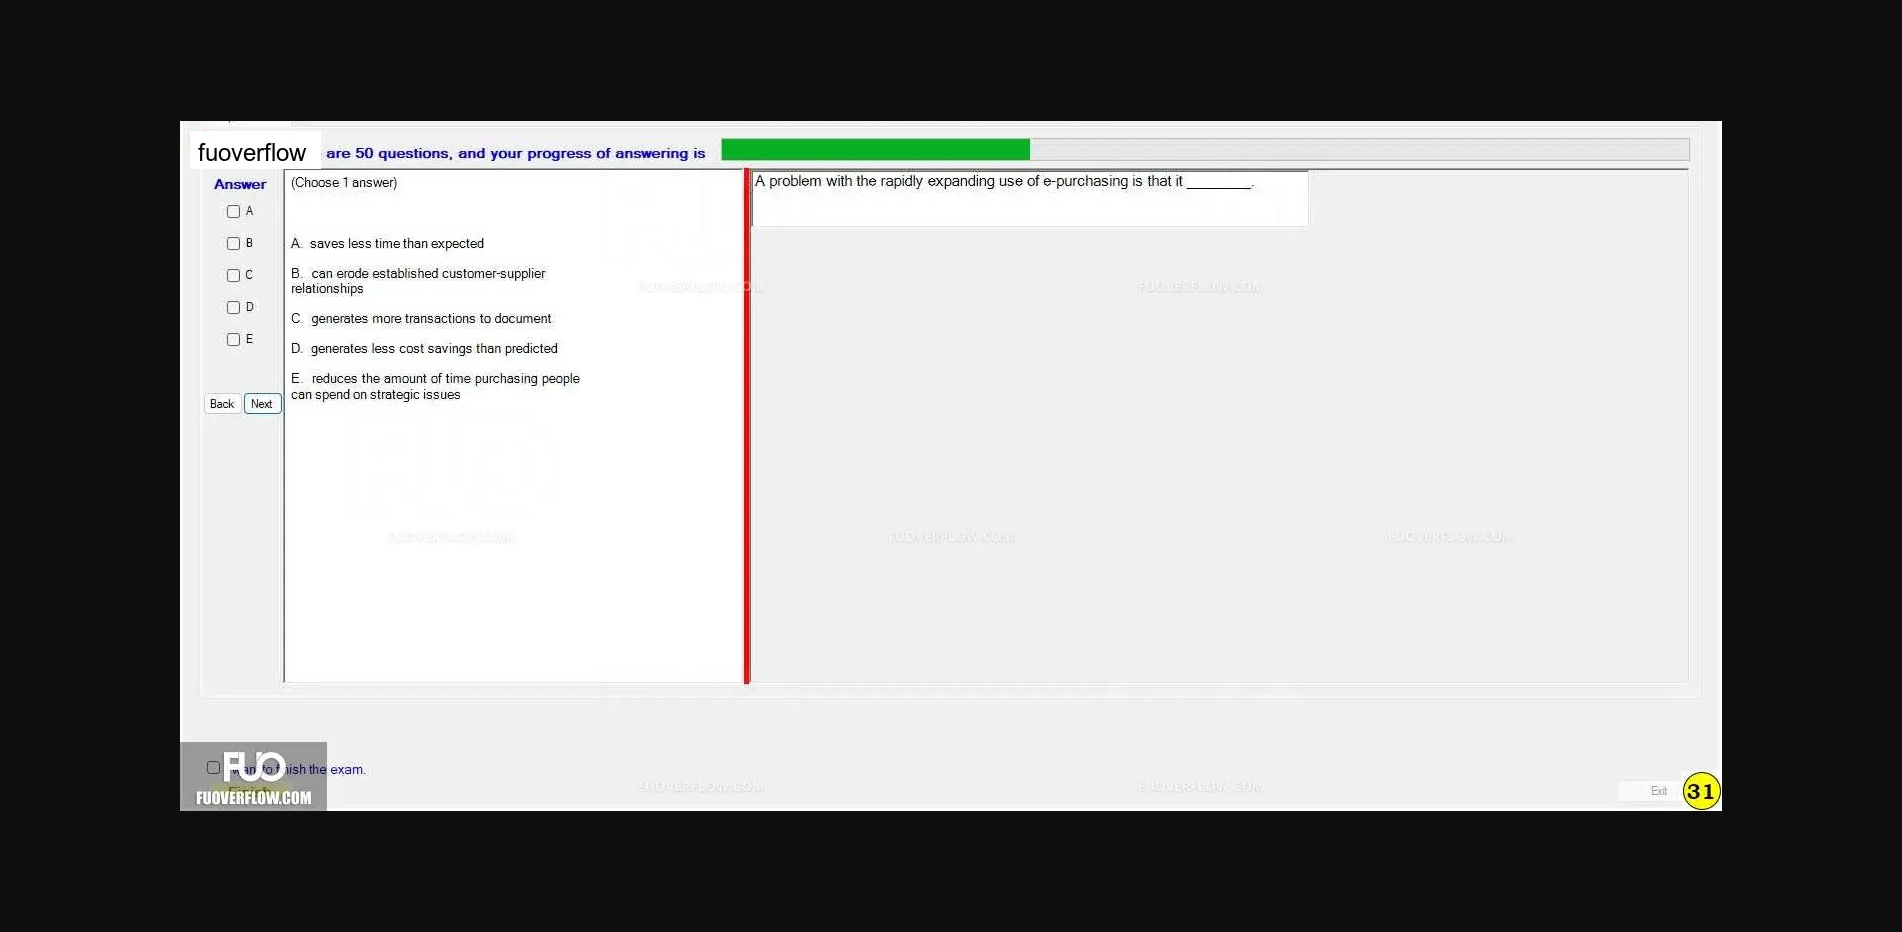 fuoverflow are 50 questions, and your progress of answering is
Answer
A
B
C
D
E
Back Next
(Choose 1 answer)
A. saves less time than expected
B. can erode established customer-supplier
relationships
C. generates more transactions to document
D. generates less cost savings than predicted
E. reduces the amount of time purchasing people
can spend on strategic issues
A problem with the rapidly expanding use of e-purchasing is that it ________.
FUOVERFLOW.COM
FUOVERFLOW.COM
FUOVERFLOW.COM
FUOVERFLOW.COM
FUOVERFLOW.COM
FUOVERFLOW.COM
FUOVERFLOW.COM
want to finish the exam.
FUO
Finish
FUOVERFLOW.COM
Exit
31